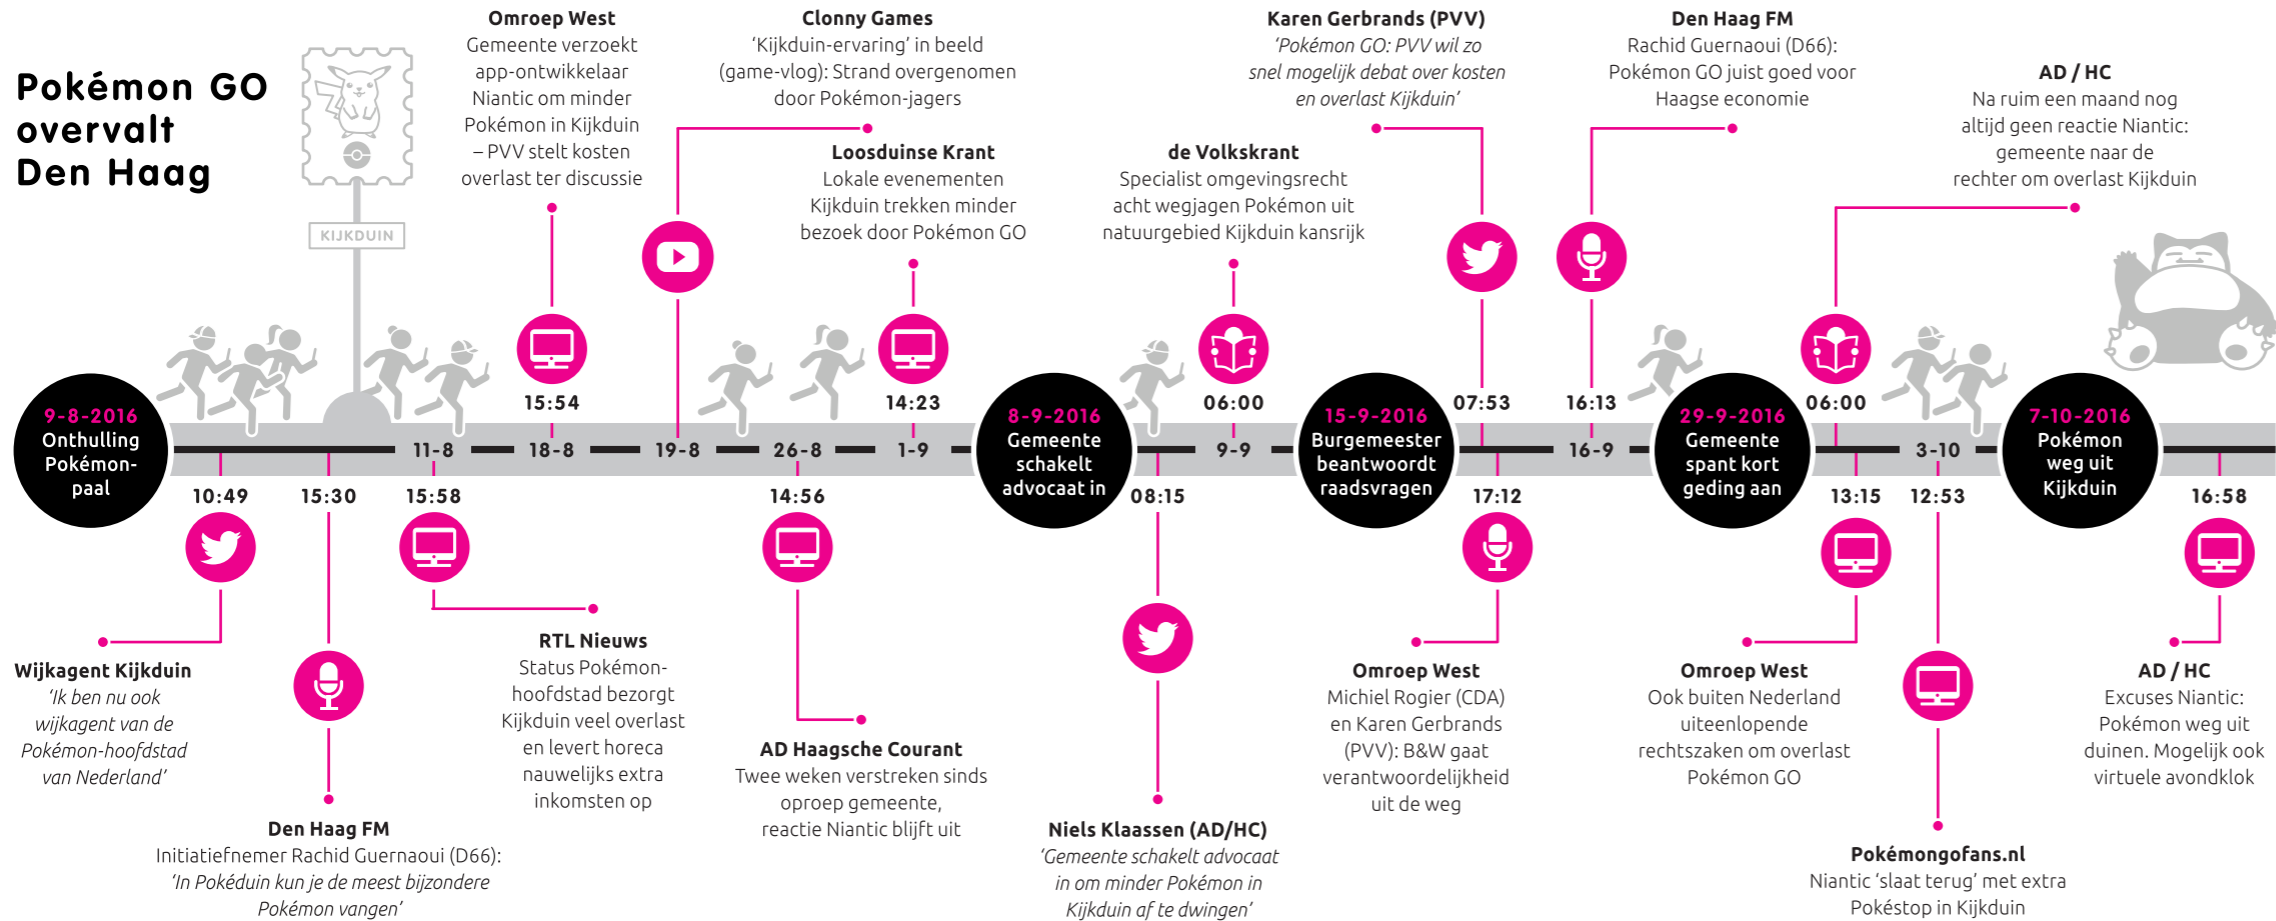 Pokémon GO
overvalt
Den Haag
KIJKDUIN
Omroep West
Gemeente verzoekt
app-ontwikkelaar
Niantic om minder
Pokémon in Kijkduin
– PVV stelt kosten
overlast ter discussie
Clonny Games
‘Kijkduin-ervaring’ in beeld
(game-vlog): Strand overgenomen
door Pokémon-jagers
Loosduinse Krant
Lokale evenementen
Kijkduin trekken minder
bezoek door Pokémon GO
de Volkskrant
Specialist omgevingsrecht
acht wegjagen Pokémon uit
natuurgebied Kijkduin kansrijk
Karen Gerbrands (PVV)
‘Pokémon GO: PVV wil zo
snel mogelijk debat over kosten
en overlast Kijkduin’
Den Haag FM
Rachid Guernaoui (D66):
Pokémon GO juist goed voor
Haagse economie
AD / HC
Na ruim een maand nog
altijd geen reactie Niantic:
gemeente naar de
rechter om overlast Kijkduin
15:54
14:23
06:00
07:53
16:13
06:00
9-8-2016
Onthulling
Pokémon-
paal
11-8
18-8
19-8
26-8
1-9
8-9-2016
Gemeente
schakelt
advocaat in
9-9
15-9-2016
Burgemeester
beantwoordt
raadsvragen
16-9
29-9-2016
Gemeente
spant kort
geding aan
3-10
7-10-2016
Pokémon
weg uit
Kijkduin
10:49
15:30
15:58
14:56
08:15
17:12
13:15
12:53
16:58
Wijkagent Kijkduin
‘Ik ben nu ook
wijkagent van de
Pokémon-hoofdstad
van Nederland’
Den Haag FM
Initiatiefnemer Rachid Guernaoui (D66):
‘In Pokéduin kun je de meest bijzondere
Pokémon vangen’
RTL Nieuws
Status Pokémon-
hoofdstad bezorgt
Kijkduin veel overlast
en levert horeca
nauwelijks extra
inkomsten op
AD Haagsche Courant
Twee weken verstreken sinds
oproep gemeente,
reactie Niantic blijft uit
Niels Klaassen (AD/HC)
‘Gemeente schakelt advocaat
in om minder Pokémon in
Kijkduin af te dwingen’
Omroep West
Michiel Rogier (CDA)
en Karen Gerbrands
(PVV): B&W gaat
verantwoordelijkheid
uit de weg
Omroep West
Ook buiten Nederland
uiteenlopende
rechtszaken om overlast
Pokémon GO
Pokémongofans.nl
Niantic ‘slaat terug’ met extra
Pokéstop in Kijkduin
AD / HC
Excuses Niantic:
Pokémon weg uit
duinen. Mogelijk ook
virtuele avondklok